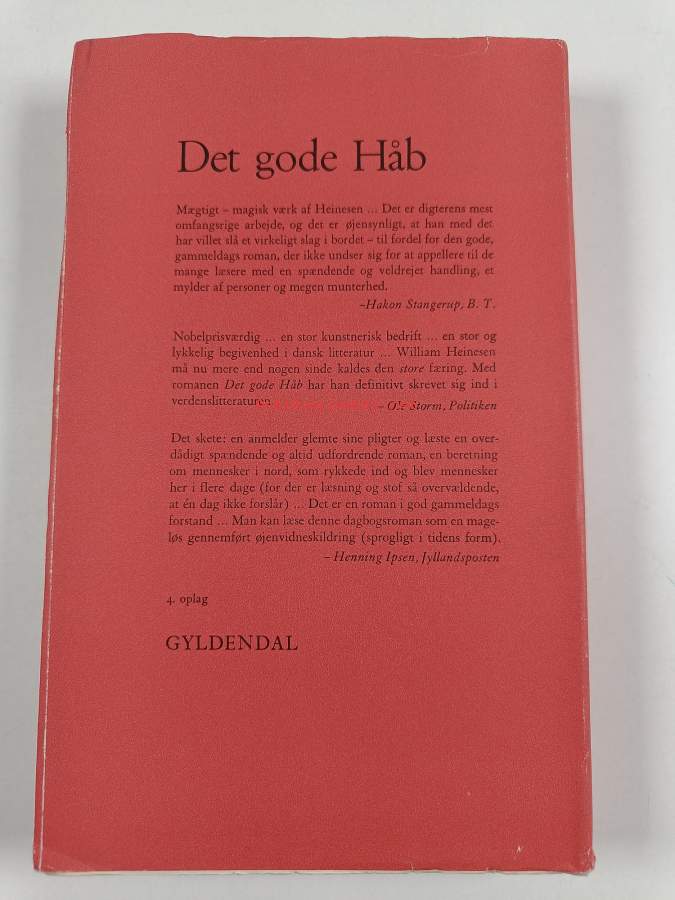 Det gode Håb
Mægtigt – magisk værk af Heinesen ... Det er digterens mest
omfangsrige arbejde, og det er øjensynligt, at han med det
har villet slå et virkeligt slag i bordet – til fordel for den gode,
gammeldags roman, der ikke undser sig for at appellere til de
mange læsere med en spændende og veldrejet handling, et
mylder af personer og megen munterhed.
–Hakon Stangerup, B. T.
Nobelprisværdig ... en stor kunstnerisk bedrift ... en stor og
lykkelig begivenhed i dansk litteratur ... William Heinesen
må nu mere end nogen sinde kaldes den store færing. Med
romanen Det gode Håb har han definitivt skrevet sig ind i
verdenslitteraturen.
– Ole Storm, Politiken
Det skete: en anmelder glemte sine pligter og læste en over-
dådigt spændende og altid udfordrende roman, en beretning
om mennesker i nord, som rykkede ind og blev mennesker
her i flere dage (for der er læsning og stof så overvældende,
at én dag ikke forslår) ... Det er en roman i god gammeldags
forstand ... Man kan læse denne dagbogsroman som en mage-
løs gennemført øjenvidneskildring (sprogligt i tidens form).
– Henning Ipsen, Jyllandsposten
4. oplag
GYLDENDAL